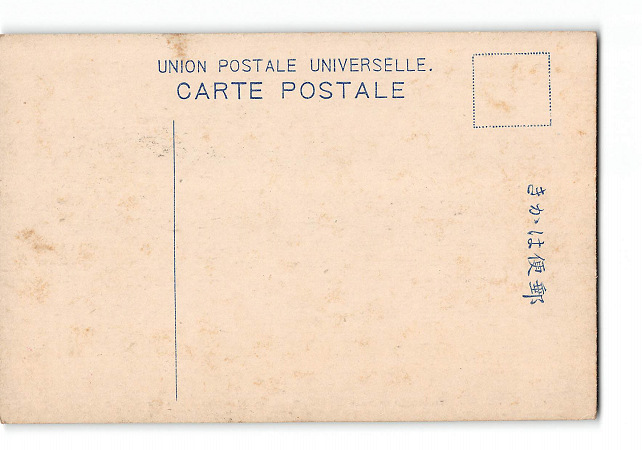 UNION POSTALE UNIVERSELLE.
CARTE POSTALE
郵便はかき